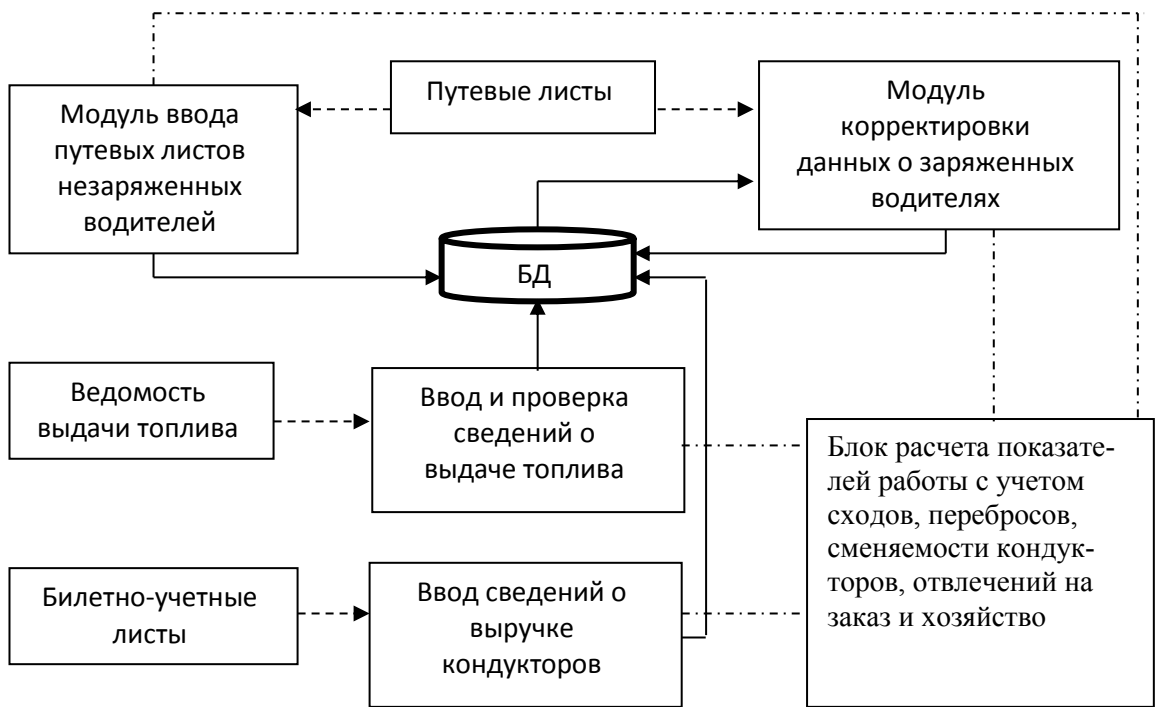 Путевые листы
Модуль ввода
путевых листов
незаряженных
водителей
Модуль
корректировки
данных о заряженных
водителях
БД
Ведомость
выдачи топлива
Ввод и проверка
сведений о
выдаче топлива
Блок расчета показате-
лей работы с учетом
сходов, перебросов,
сменяемости кондук-
торов, отвлечений на
заказ и хозяйство
Билетно-учетные
листы
Ввод сведений о
выручке
кондукторов